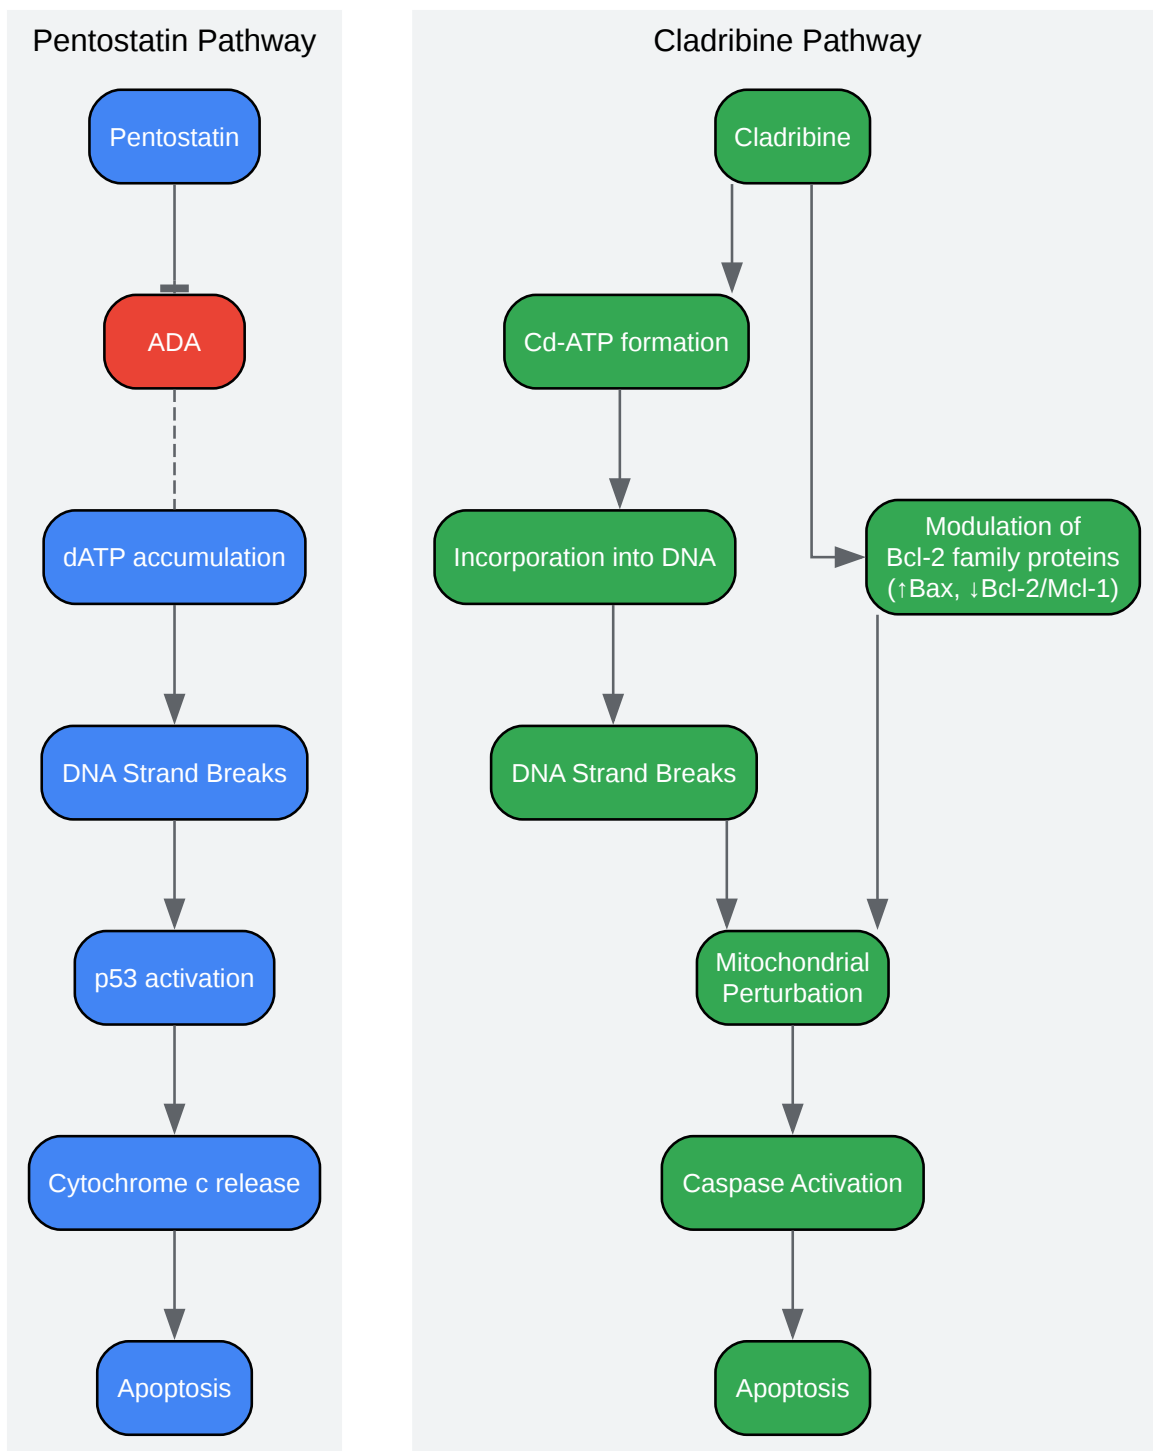 Pentostatin Pathway
Pentostatin
ADA
dATP accumulation
DNA Strand Breaks
p53 activation
Cytochrome c release
Apoptosis
Cladribine Pathway
Cladribine
Cd-ATP formation
Incorporation into DNA
Modulation of
Bcl-2 family proteins
(↑Bax, ↓Bcl-2/Mcl-1)
DNA Strand Breaks
Mitochondrial
Perturbation
Caspase Activation
Apoptosis